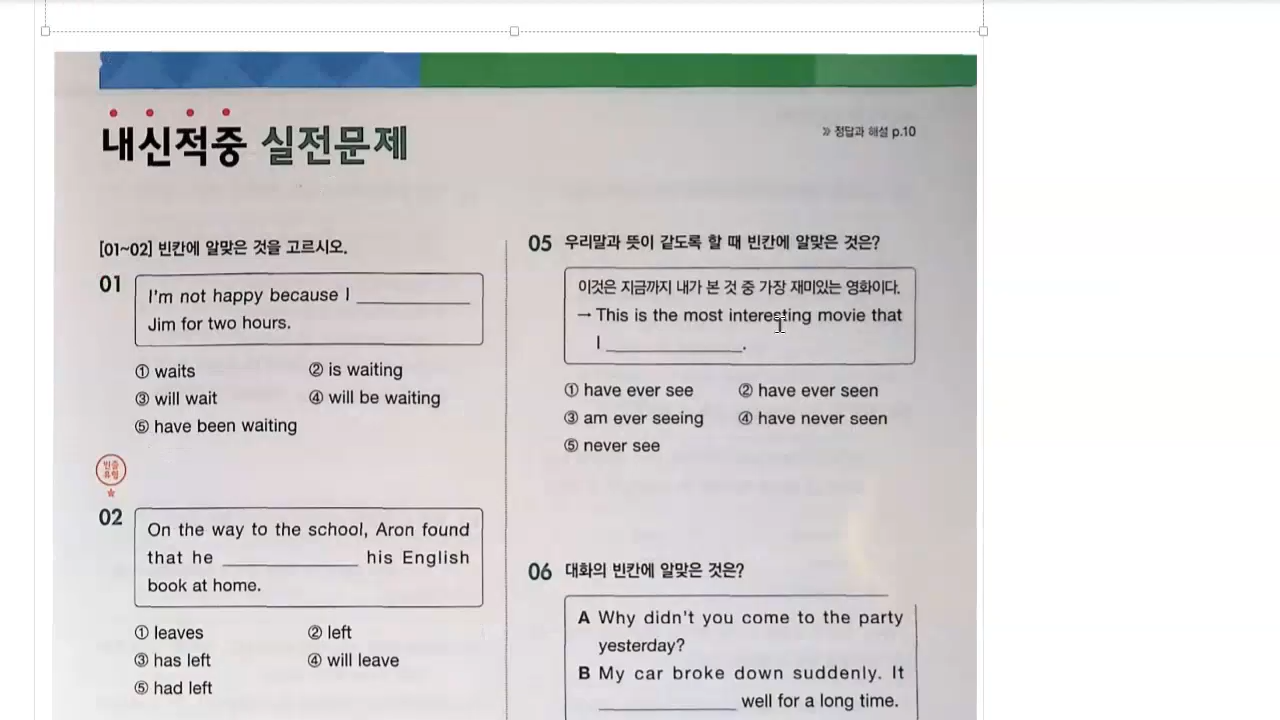 내신적중 실전문제
» 정답과 해설 p.10
[01~02] 빈칸에 알맞은 것을 고르시오.
01
I'm not happy because I ____________
Jim for two hours.
① waits ② is waiting
③ will wait ④ will be waiting
⑤ have been waiting
빈출
유형
02
On the way to the school, Aron found
that he ______________ his English
book at home.
① leaves ② left
③ has left ④ will leave
⑤ had left
05 우리말과 뜻이 같도록 할 때 빈칸에 알맞은 것은?
이것은 지금까지 내가 본 것 중 가장 재미있는 영화이다.
→ This is the most interesting movie that
I ______________.
① have ever see ② have ever seen
③ am ever seeing ④ have never seen
⑤ never see
06 대화의 빈칸에 알맞은 것은?
A Why didn't you come to the party
yesterday?
B My car broke down suddenly. It
______________ well for a long time.